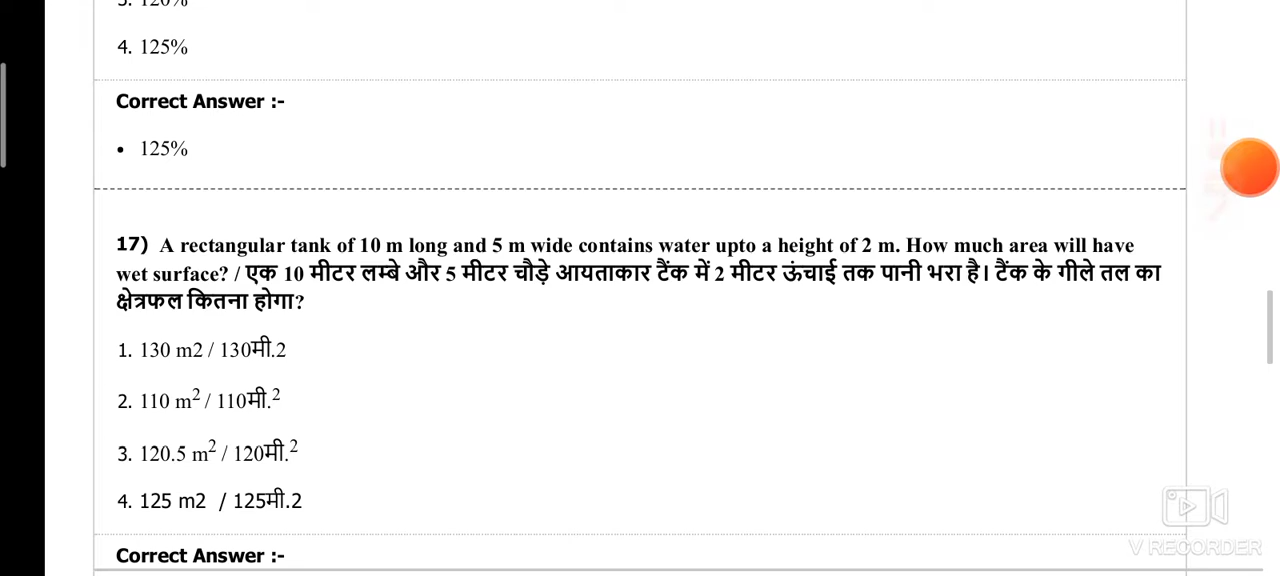 3. 120%
4. 125%
Correct Answer :-
• 125%
17) A rectangular tank of 10 m long and 5 m wide contains water upto a height of 2 m. How much area will have
wet surface? / एक 10 मीटर लम्बे और 5 मीटर चौड़े आयताकार टैंक में 2 मीटर ऊंचाई तक पानी भरा है। टैंक के गीले तल का
क्षेत्रफल कितना होगा?
1. 130 m2 / 130मी.2
2. 110 m² / 110मी.²
3. 120.5 m² / 120मी.²
4. 125 m2 / 125मी.2
Correct Answer :-
V RECORDER